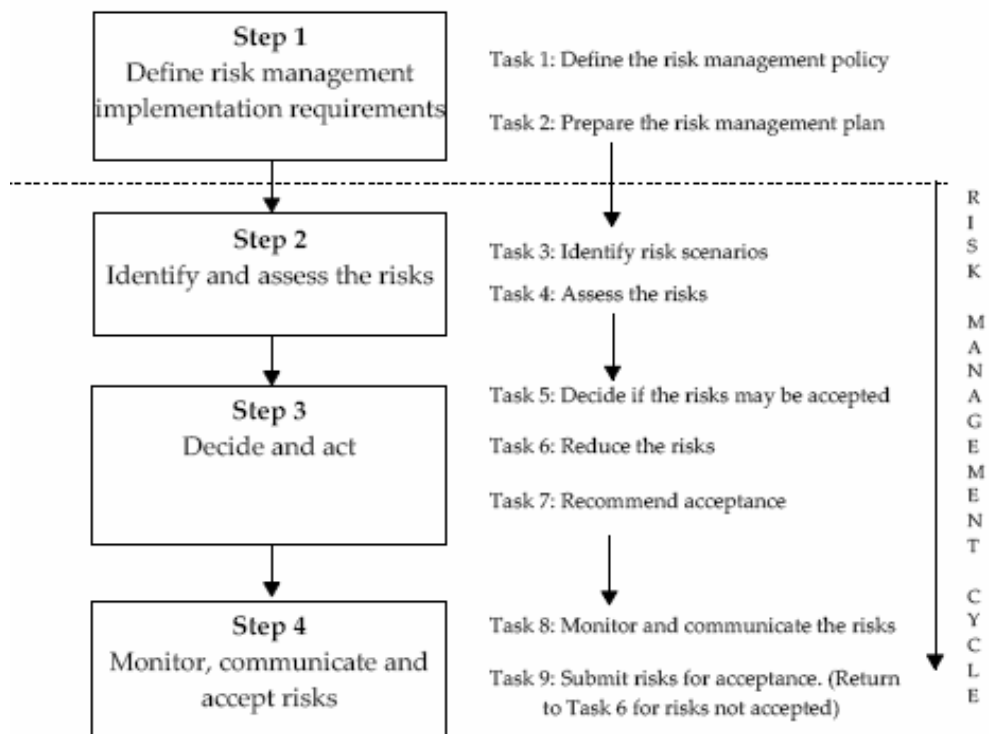 Step 1
Define risk management
implementation requirements
Task 1: Define the risk management policy
Task 2: Prepare the risk management plan
Step 2
Identify and assess the risks
Task 3: Identify risk scenarios
Task 4: Assess the risks
Step 3
Decide and act
Task 5: Decide if the risks may be accepted
Task 6: Reduce the risks
Task 7: Recommend acceptance
Step 4
Monitor, communicate and
accept risks
Task 8: Monitor and communicate the risks
Task 9: Submit risks for acceptance. (Return
to Task 6 for risks not accepted)
RISK MANAGEMENT CYCLE